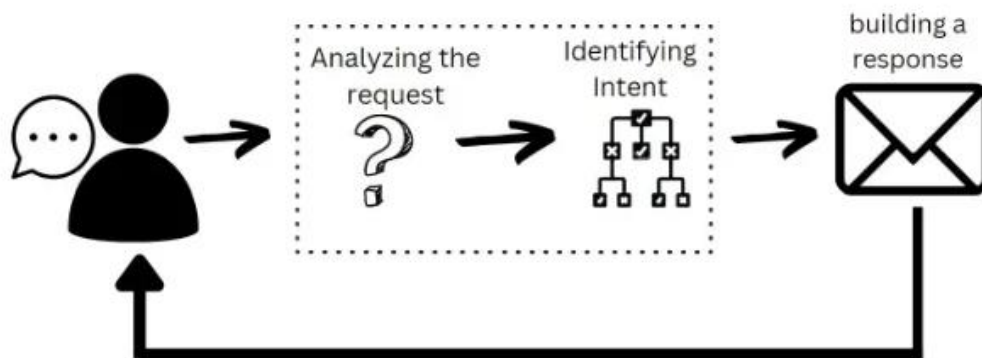 Analyzing the
request
Identifying
Intent
building a
response